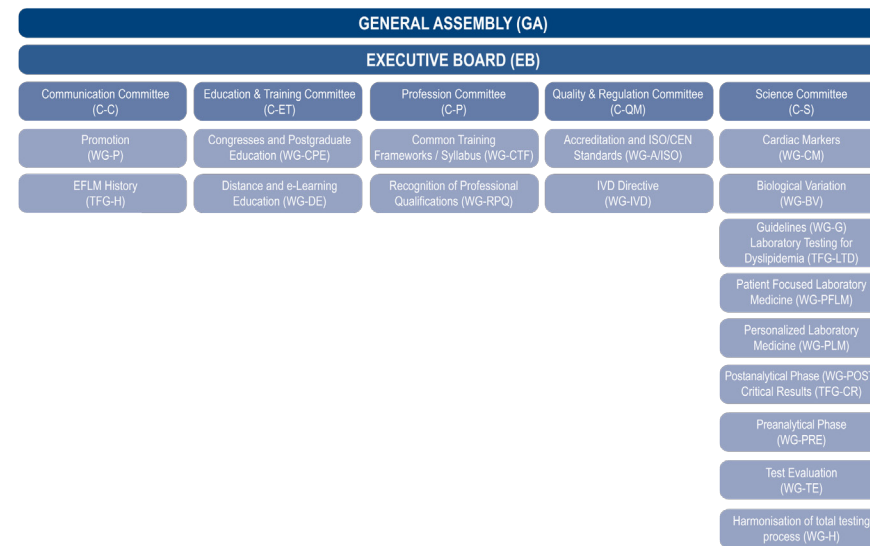 GENERAL ASSEMBLY (GA)
EXECUTIVE BOARD (EB)
Communication Committee
(C-C)
Promotion
(WG-P)
EFLM History
(TFG-H)
Education & Training Committee
(C-ET)
Congresses and Postgraduate
Education (WG-CPE)
Distance and e-Learning
Education (WG-DE)
Profession Committee
(C-P)
Common Training
Frameworks / Syllabus (WG-CTF)
Recognition of Professional
Qualifications (WG-RPQ)
Quality & Regulation Committee
(C-QM)
Accreditation and ISO/CEN
Standards (WG-A/ISO)
IVD Directive
(WG-IVD)
Science Committee
(C-S)
Cardiac Markers
(WG-CM)
Biological Variation
(WG-BV)
Guidelines (WG-G)
Laboratory Testing for
Dyslipidemia (TFG-LTD)
Patient Focused Laboratory
Medicine (WG-PFLM)
Personalized Laboratory
Medicine (WG-PLM)
Postanalytical Phase (WG-POST
Critical Results (TFG-CR)
Preanalytical Phase
(WG-PRE)
Test Evaluation
(WG-TE)
Harmonisation of total testing
process (WG-H)